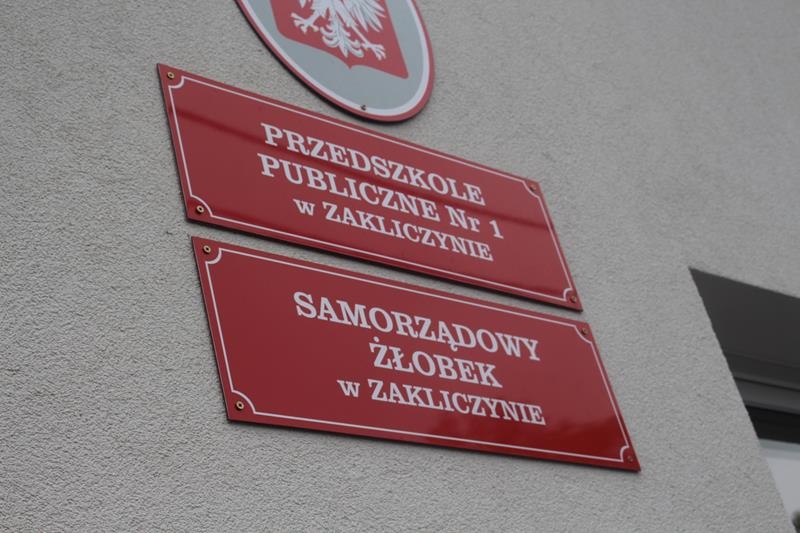 PRZEDSZKOLE
PUBLICZNE Nr 1
w ZAKLICZYNIE
SAMORZĄDOWY
ŻŁOBEK
w ZAKLICZYNIE